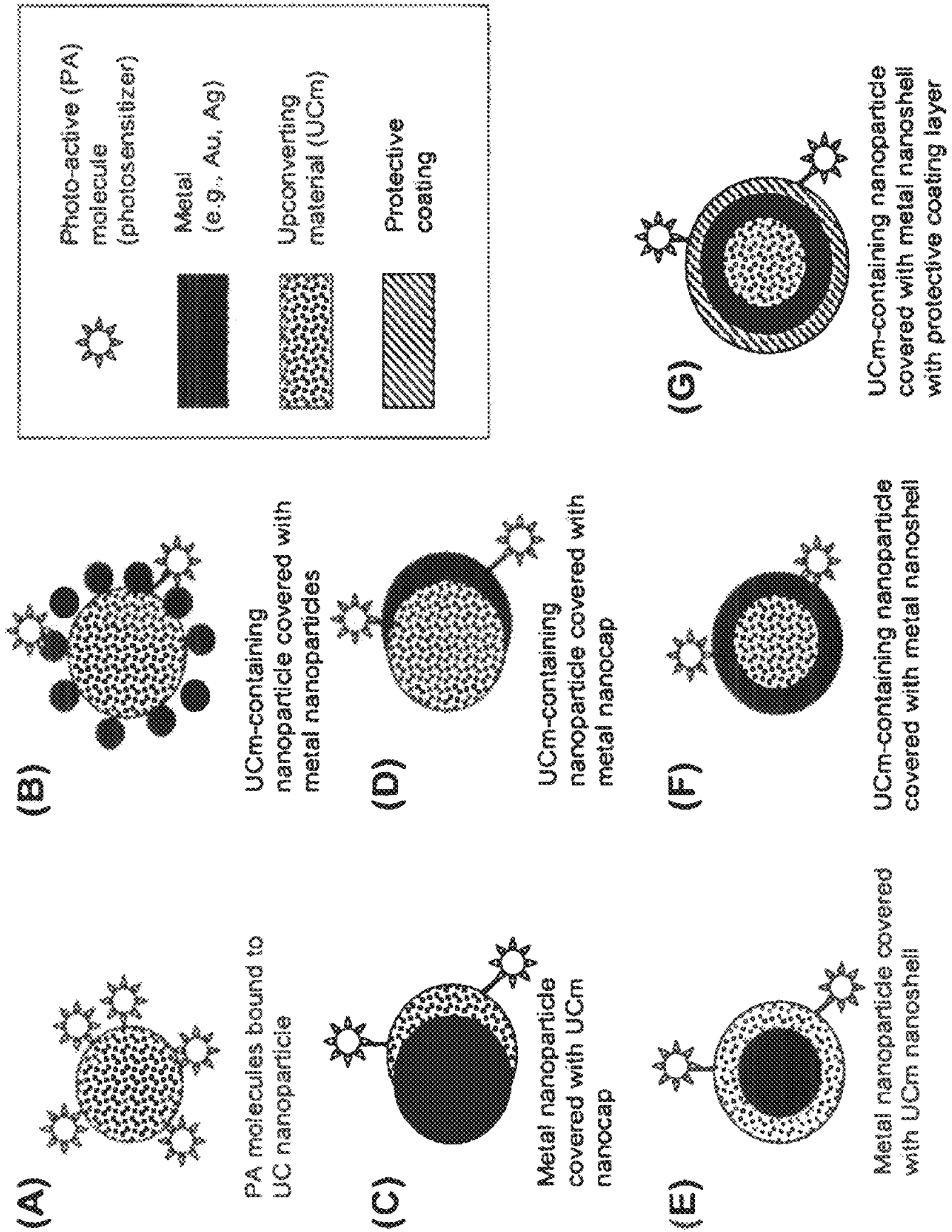 (A)
PA molecules bound to
UC nanoparticle
(B)
UCm-containing
nanoparticle covered with
metal nanoparticles
Photo-active (PA)
molecule
(photosensitizer)
Metal
(e.g., Au, Ag)
Upconverting
material (UCm)
Protective
coating
(C)
Metal nanoparticle
covered with UCm
nanocap
(D)
UCm-containing
nanoparticle covered with
metal nanocap
(E)
Metal nanoparticle covered
with UCm nanoshell
(F)
UCm-containing nanoparticle
covered with metal nanoshell
(G)
UCm-containing nanoparticle
covered with metal nanoshell
with protective coating layer